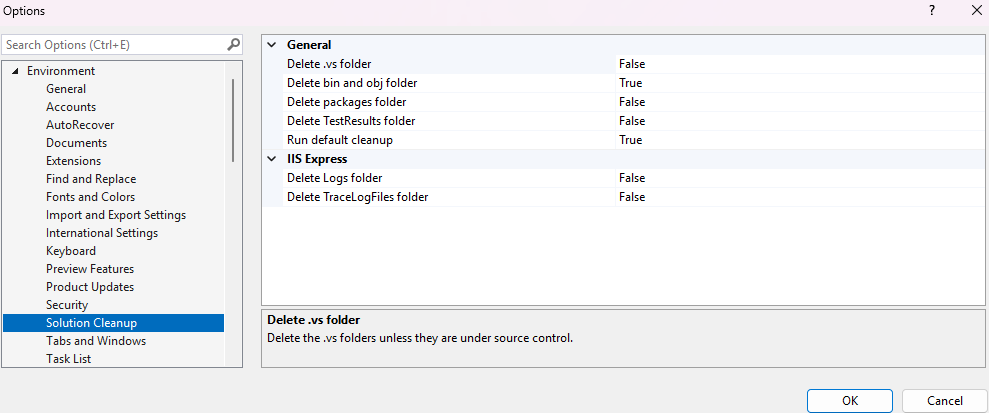 Options
?
Search Options (Ctrl+E)
Environment
General
Accounts
AutoRecover
Documents
Extensions
Find and Replace
Fonts and Colors
Import and Export Settings
International Settings
Keyboard
Preview Features
Product Updates
Security
Solution Cleanup
Tabs and Windows
Task List
General
Delete .vs folder False
Delete bin and obj folder True
Delete packages folder False
Delete TestResults folder False
Run default cleanup True
IIS Express
Delete Logs folder False
Delete TraceLogFiles folder False
Delete .vs folder
Delete the .vs folders unless they are under source control.
OK Cancel